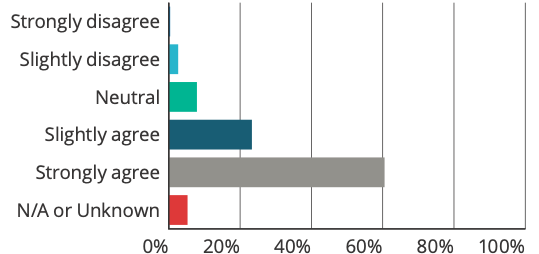 Strongly disagree
Slightly disagree
Neutral
Slightly agree
Strongly agree
N/A or Unknown
0% 20% 40% 60% 80% 100%